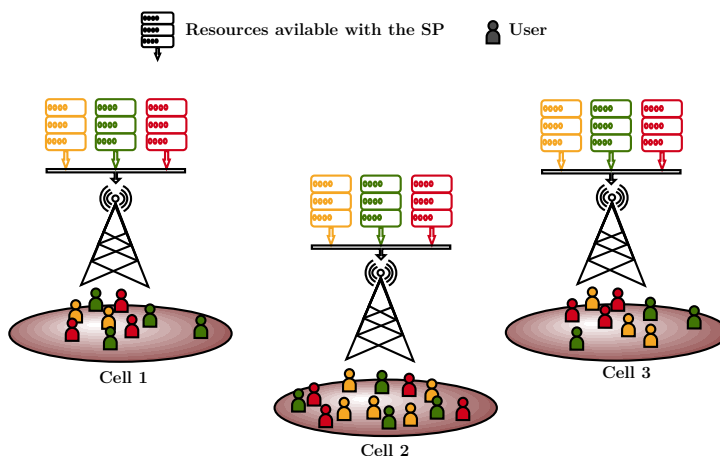 Resources avilable with the SP
User
Cell 1
Cell 2
Cell 3